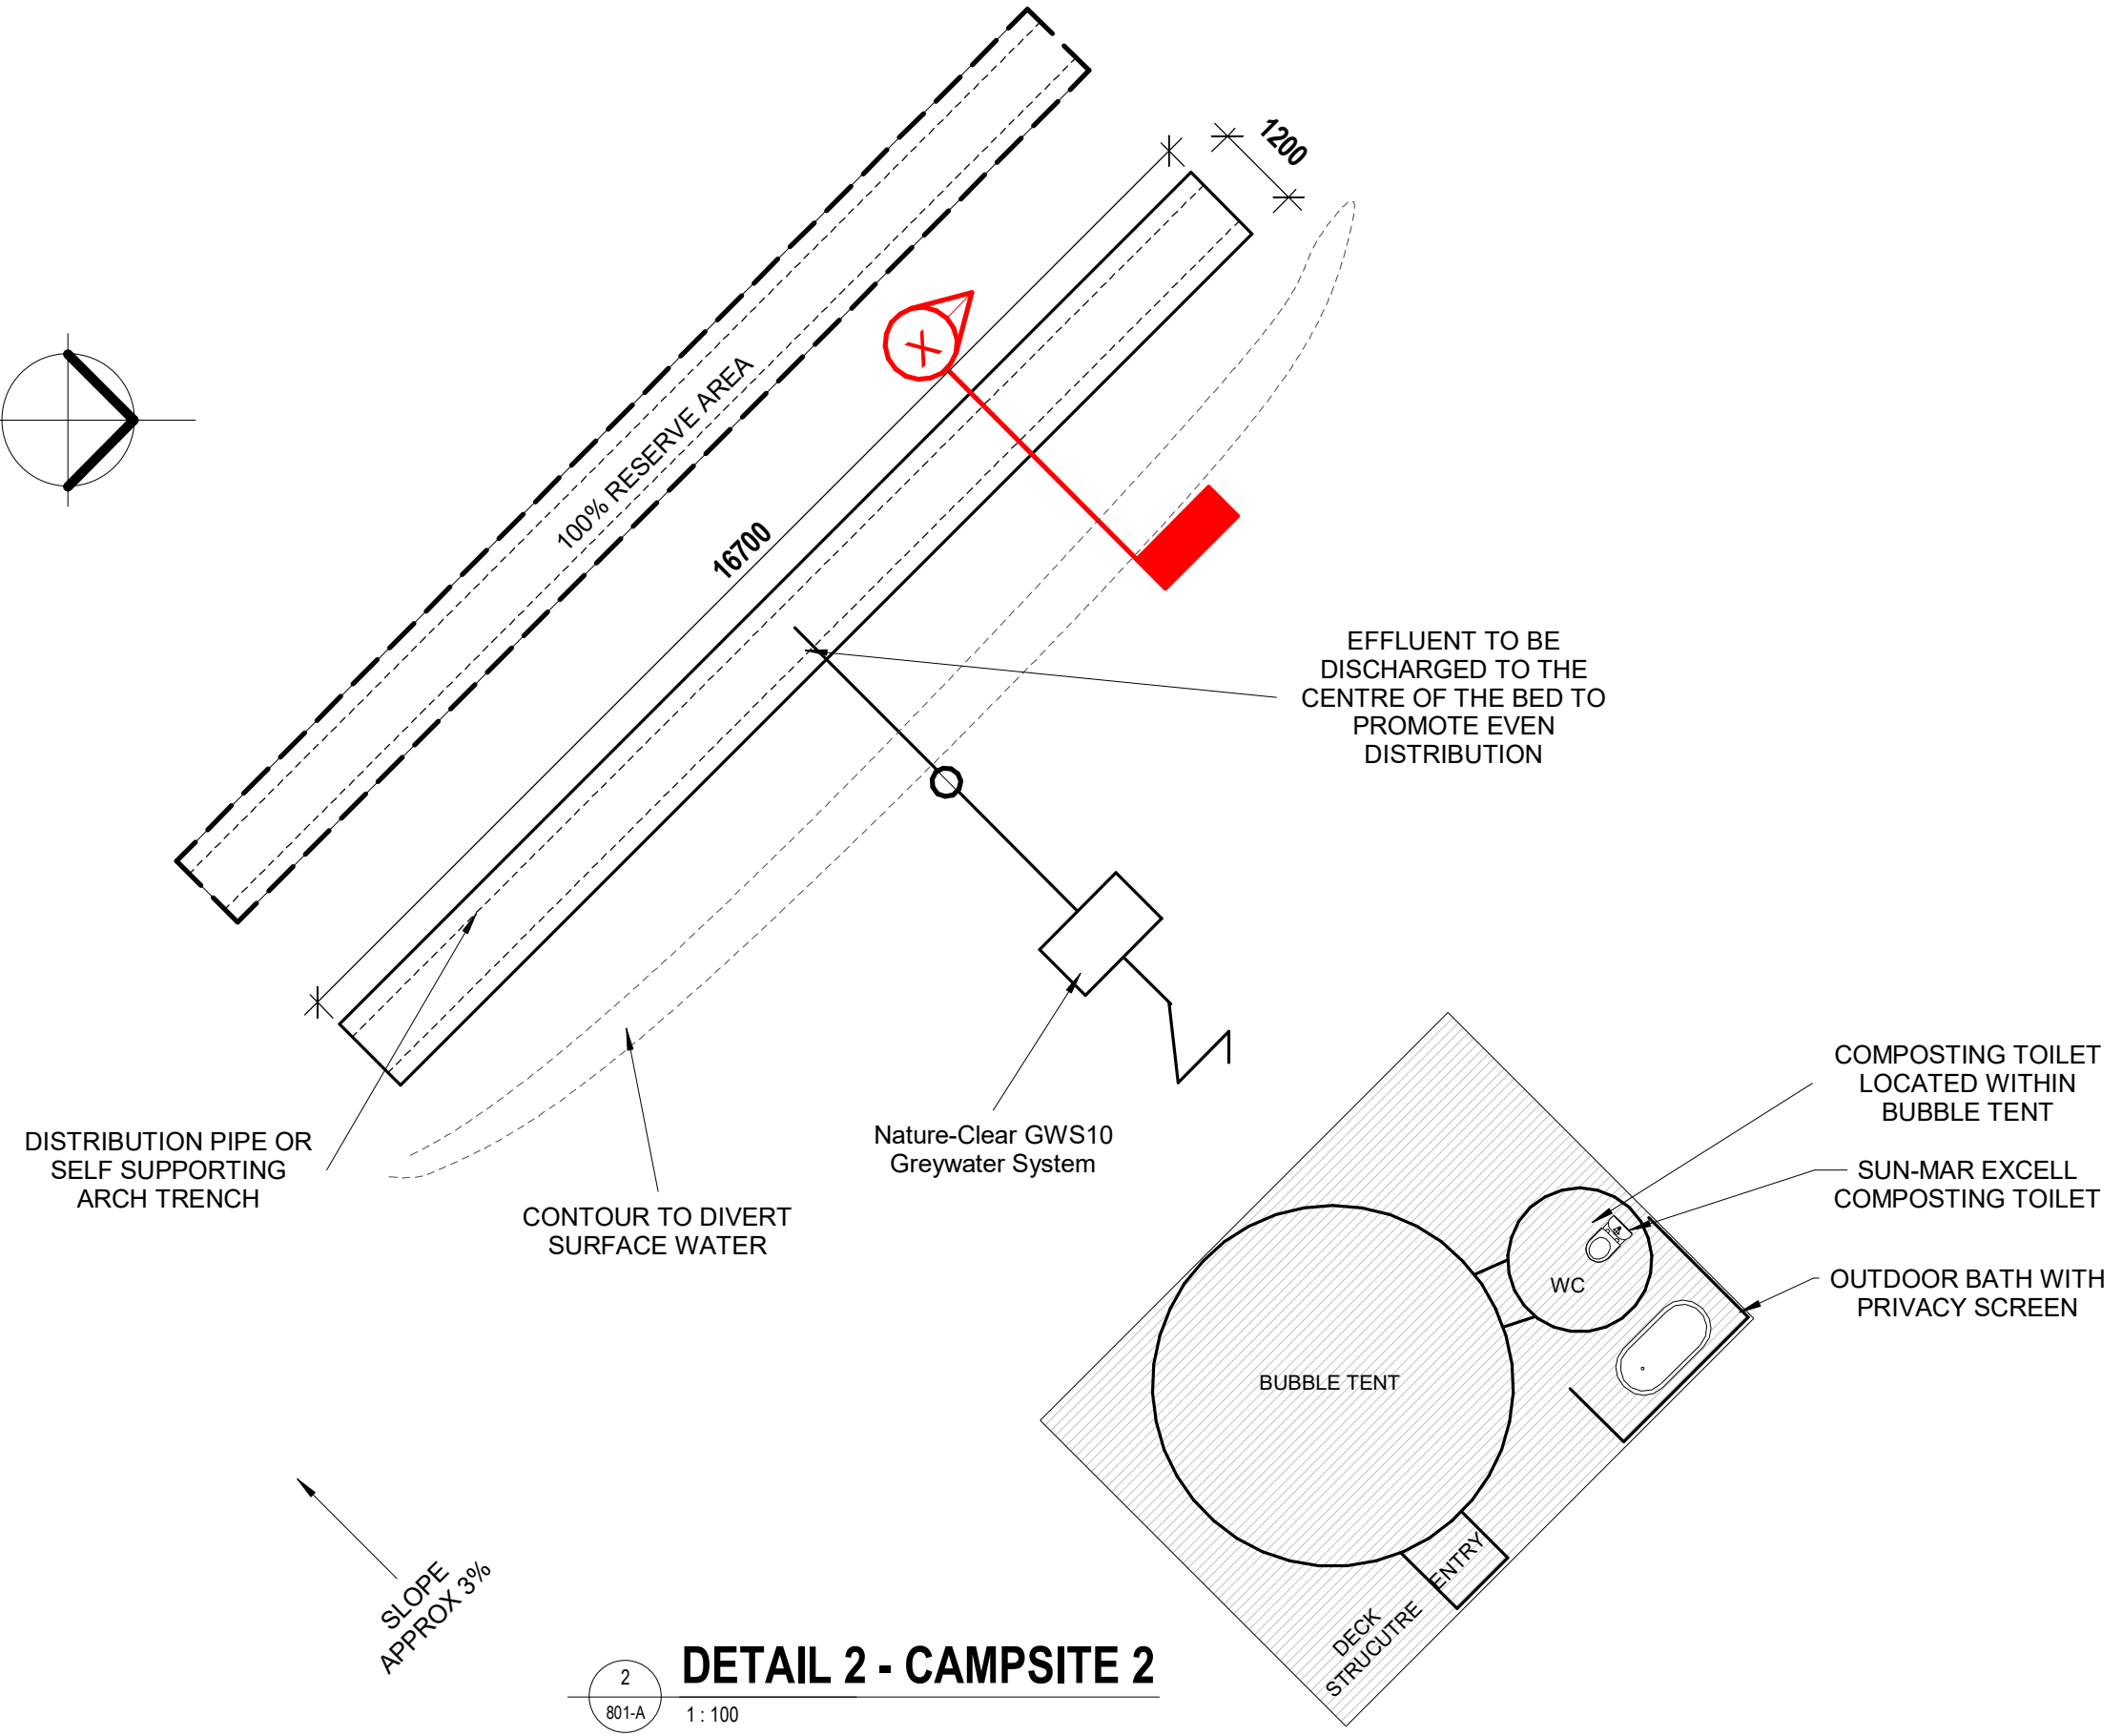 1200
100% RESERVE AREA
X
16700
EFFLUENT TO BE
DISCHARGED TO THE
CENTRE OF THE BED TO
PROMOTE EVEN
DISTRIBUTION
DISTRIBUTION PIPE OR
SELF SUPPORTING
ARCH TRENCH
CONTOUR TO DIVERT
SURFACE WATER
Nature-Clear GWS10
Greywater System
COMPOSTING TOILET
LOCATED WITHIN
BUBBLE TENT
SUN-MAR EXCELL
COMPOSTING TOILET
OUTDOOR BATH WITH
PRIVACY SCREEN
WC
BUBBLE TENT
ENTRY
DECK
STRUCUTRE
SLOPE
APPROX 3%
2
801-A
DETAIL 2 - CAMPSITE 2
1 : 100